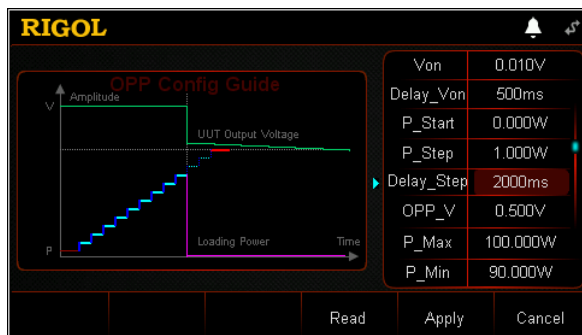 RIGOL
OPP Config Guide
Amplitude
V
UUT Output Voltage
Loading Power
Time
P
Von 0.010V
Delay_Von 500ms
P_Start 0.000W
P_Step 1.000W
Delay_Step 2000ms
OPP_V 0.500V
P_Max 100.000W
P_Min 90.000W
Read Apply Cancel